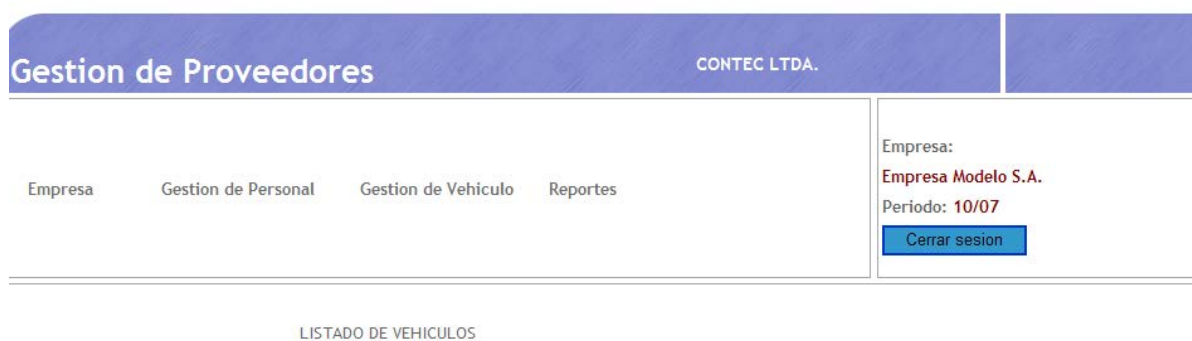 Gestion de Proveedores
CONTEC LTDA.
Empresa
Gestion de Personal
Gestion de Vehiculo
Reportes
Empresa:
Empresa Modelo S.A.
Periodo: 10/07
Cerrar sesion
LISTADO DE VEHICULOS